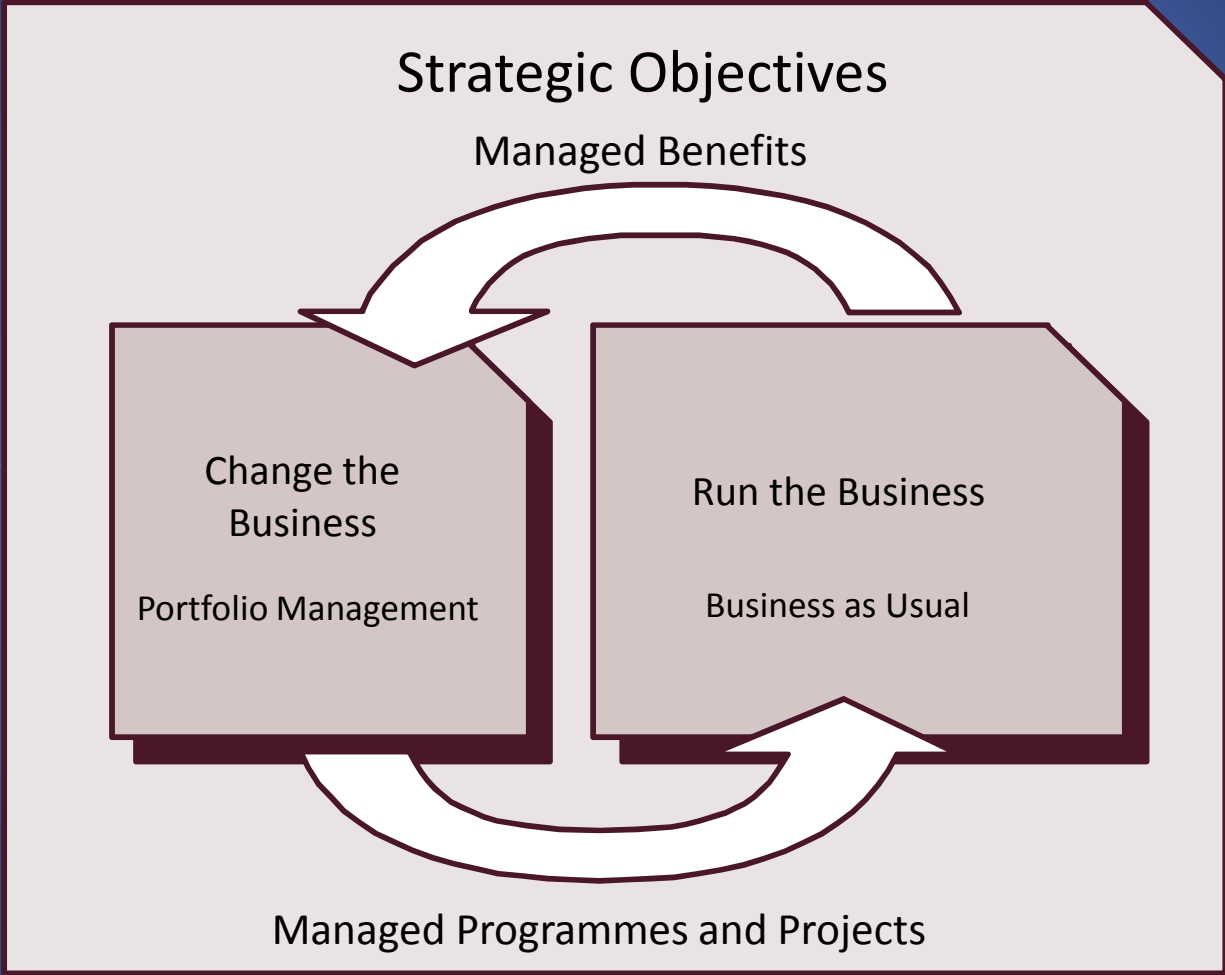 Strategic Objectives
Managed Benefits
Change the
Business
Portfolio Management
Run the Business
Business as Usual
Managed Programmes and Projects